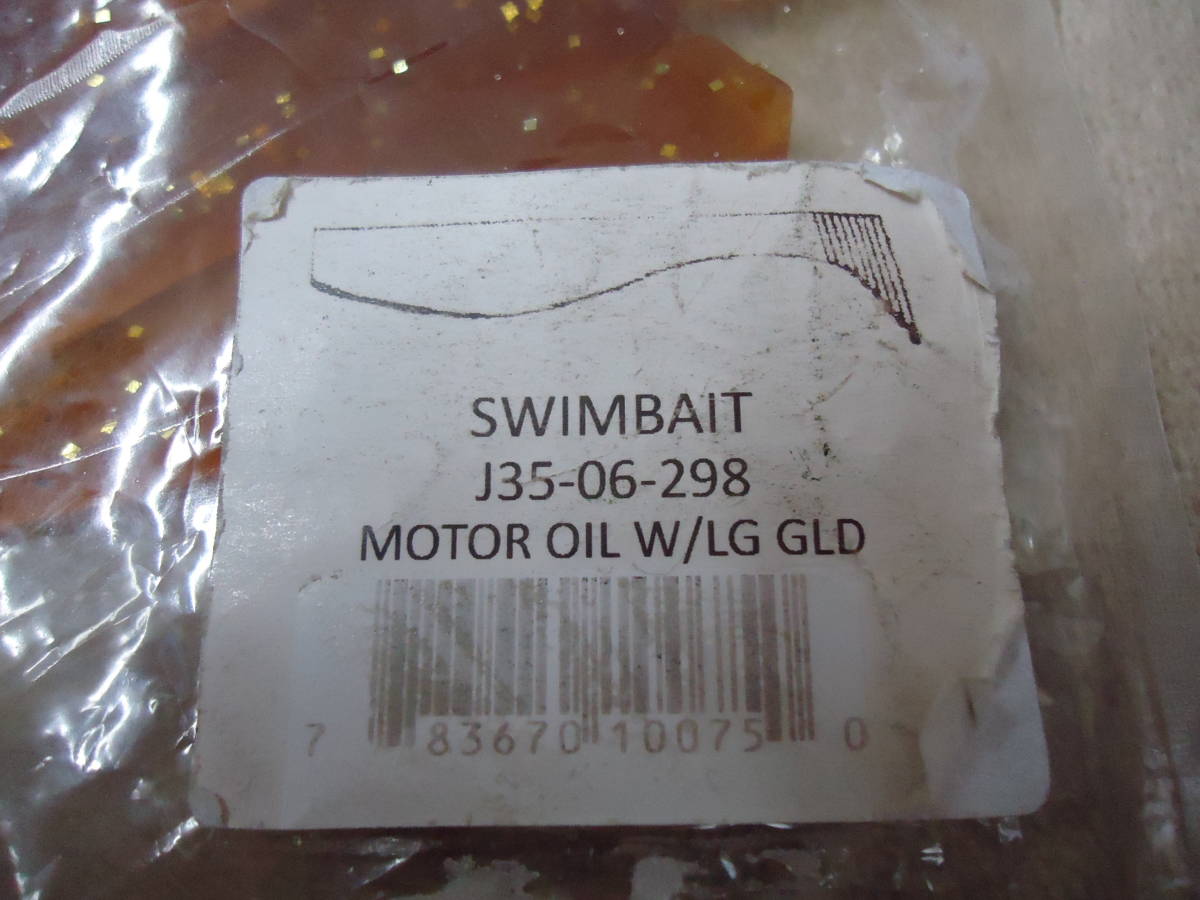 SWIMBAiT
J35-06-298
MOTOR OIL W/LG GLD
7 83670 10075 0